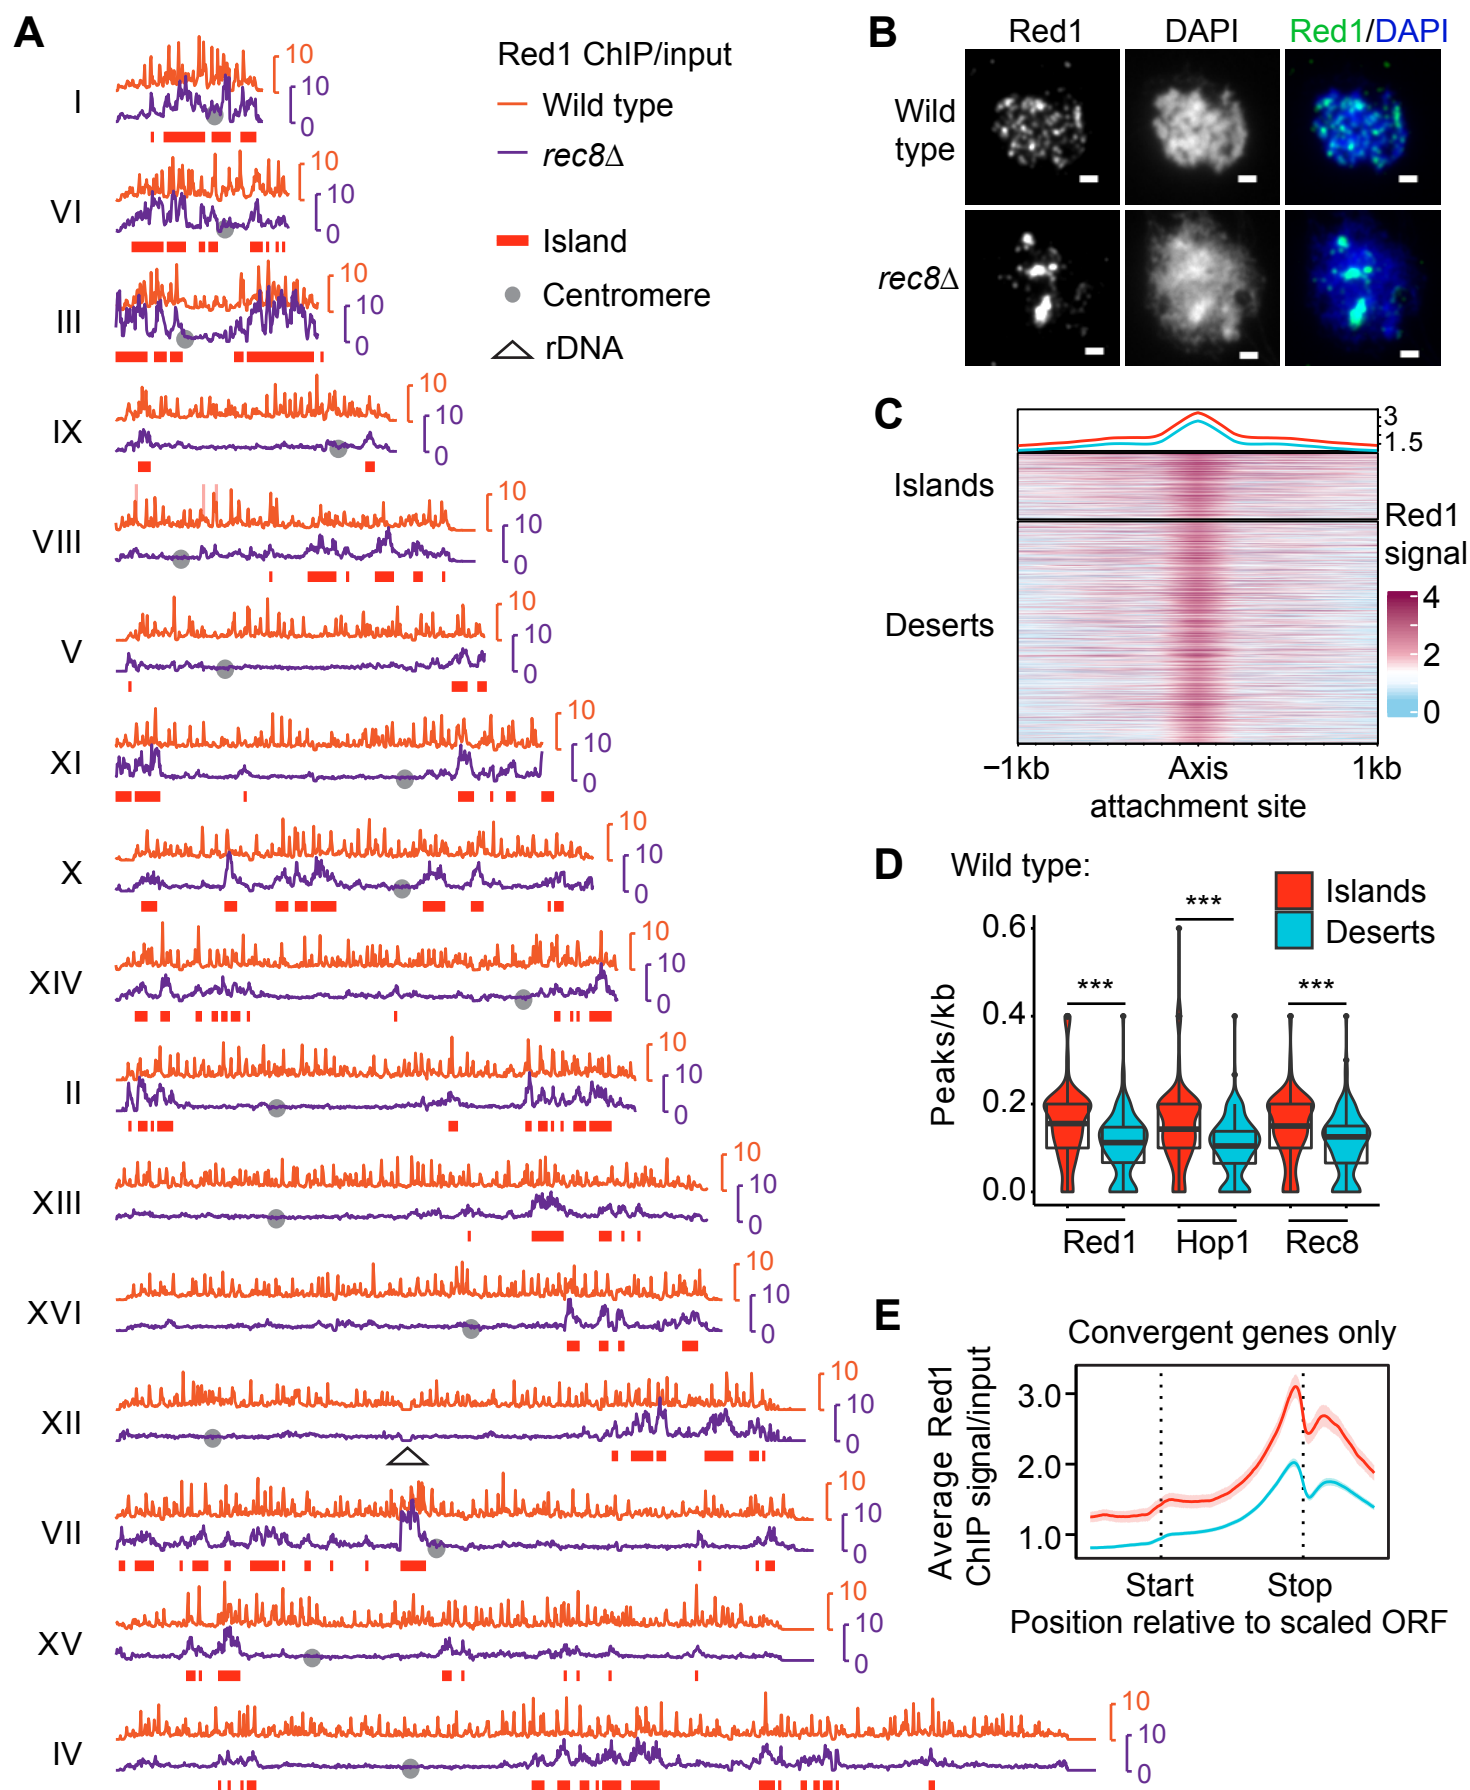 A
Red1 ChIP/input
Wild type
rec8Δ
Island
Centromere
rDNA
I
10
10
0
VI
10
10
0
III
10
10
0
IX
10
10
0
VIII
10
10
0
V
10
10
0
XI
10
10
0
X
10
10
0
XIV
10
10
0
II
10
10
0
XIII
10
10
0
XVI
10
10
0
XII
10
10
0
VII
10
10
0
XV
10
10
0
IV
10
10
0
B
Red1 DAPI Red1/DAPI
Wild
type
rec8Δ
C
3
1.5
Islands
Deserts
Red1
signal
4
2
0
−1kb Axis 1kb
attachment site
D
Wild type:
Islands
Deserts
*** *** ***
Peaks/kb
0.6
0.4
0.2
0.0
Red1 Hop1 Rec8
E
Convergent genes only
Average Red1
ChIP signal/input
3.0
2.0
1.0
Start Stop
Position relative to scaled ORF